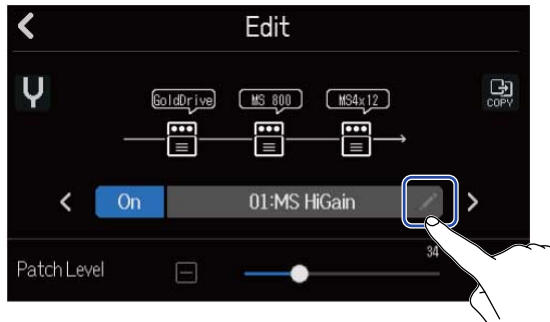 Edit
GoldDrive MS 800 MS4x12
COPY
On 01:MS HiGain
34
Patch Level